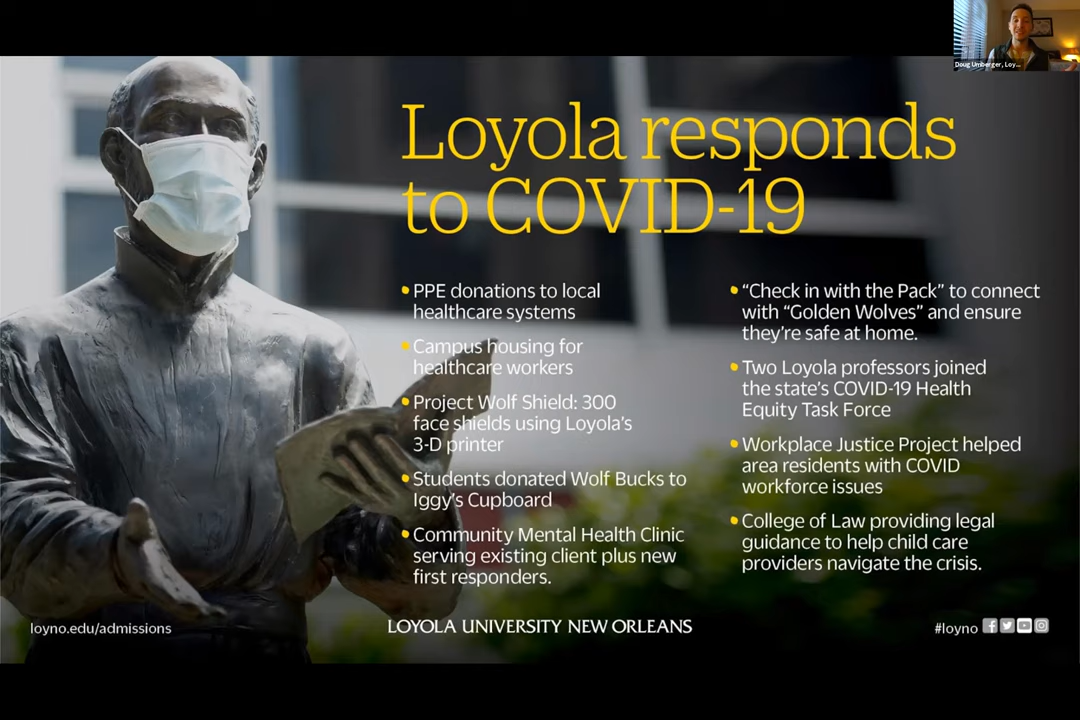 Doug Umberger, Loy...
Loyola responds
to COVID-19
PPE donations to local
healthcare systems
Campus housing for
healthcare workers
Project Wolf Shield: 300
face shields using Loyola's
3-D printer
Students donated Wolf Bucks to
Iggy's Cupboard
Community Mental Health Clinic
serving existing client plus new
first responders.
"Check in with the Pack" to connect
with "Golden Wolves" and ensure
they're safe at home.
Two Loyola professors joined
the state's COVID-19 Health
Equity Task Force
Workplace Justice Project helped
area residents with COVID
workforce issues
College of Law providing legal
guidance to help child care
providers navigate the crisis.
loyno.edu/admissions
LOYOLA UNIVERSITY NEW ORLEANS
#loyno